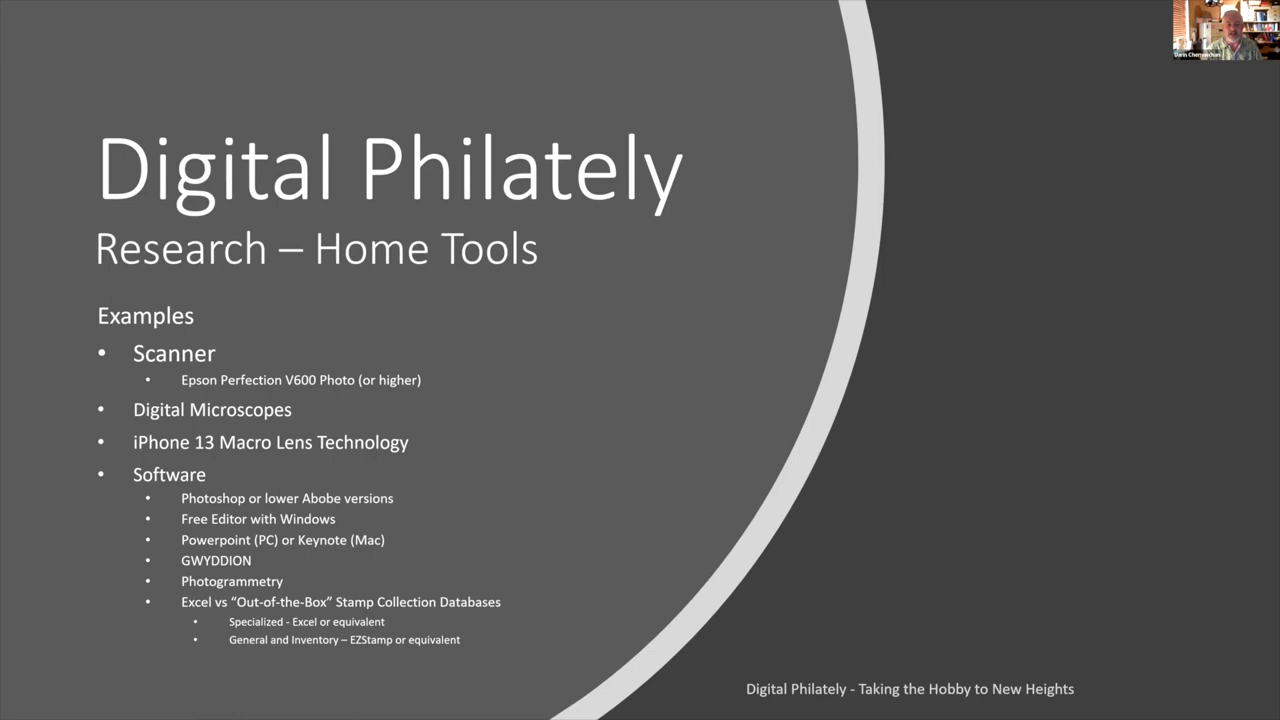 Digital Philately
Research – Home Tools
Examples
• Scanner
• Epson Perfection V600 Photo (or higher)
• Digital Microscopes
• iPhone 13 Macro Lens Technology
• Software
• Photoshop or lower Abobe versions
• Free Editor with Windows
• Powerpoint (PC) or Keynote (Mac)
• GWYDDION
• Photogrammetry
• Excel vs “Out-of-the-Box” Stamp Collection Databases
• Specialized - Excel or equivalent
• General and Inventory – EZStamp or equivalent
Digital Philately - Taking the Hobby to New Heights
Darin